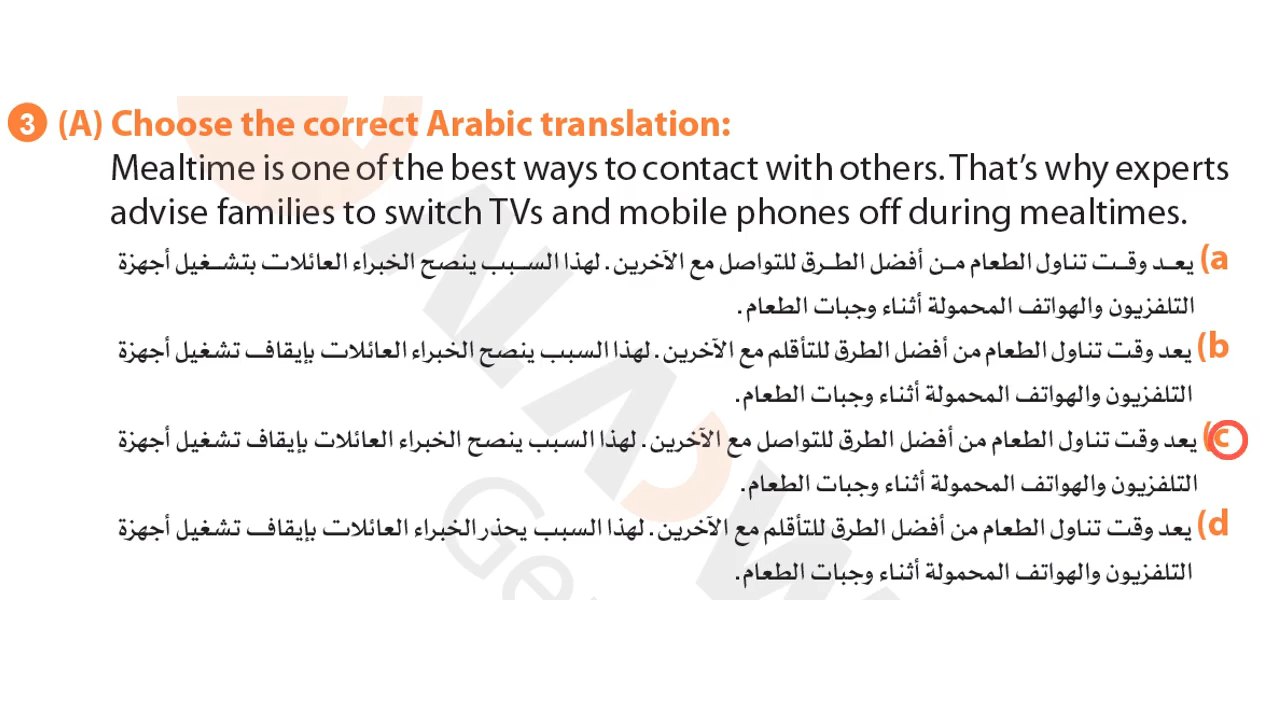 3 (A) Choose the correct Arabic translation:
Mealtime is one of the best ways to contact with others. That's why experts
advise families to switch TVs and mobile phones off during mealtimes.
a) يعد وقت تناول الطعام من أفضل الطرق للتواصل مع الآخرين. لهذا السبب ينصح الخبراء العائلات بتشغيل أجهزة
التلفزيون والهواتف المحمولة أثناء وجبات الطعام.
b) يعد وقت تناول الطعام من أفضل الطرق للتأقلم مع الآخرين. لهذا السبب ينصح الخبراء العائلات بإيقاف تشغيل أجهزة
التلفزيون والهواتف المحمولة أثناء وجبات الطعام.
c) يعد وقت تناول الطعام من أفضل الطرق للتواصل مع الآخرين. لهذا السبب ينصح الخبراء العائلات بإيقاف تشغيل أجهزة
التلفزيون والهواتف المحمولة أثناء وجبات الطعام.
d) يعد وقت تناول الطعام من أفضل الطرق للتأقلم مع الآخرين. لهذا السبب يحذر الخبراء العائلات بإيقاف تشغيل أجهزة
التلفزيون والهواتف المحمولة أثناء وجبات الطعام.